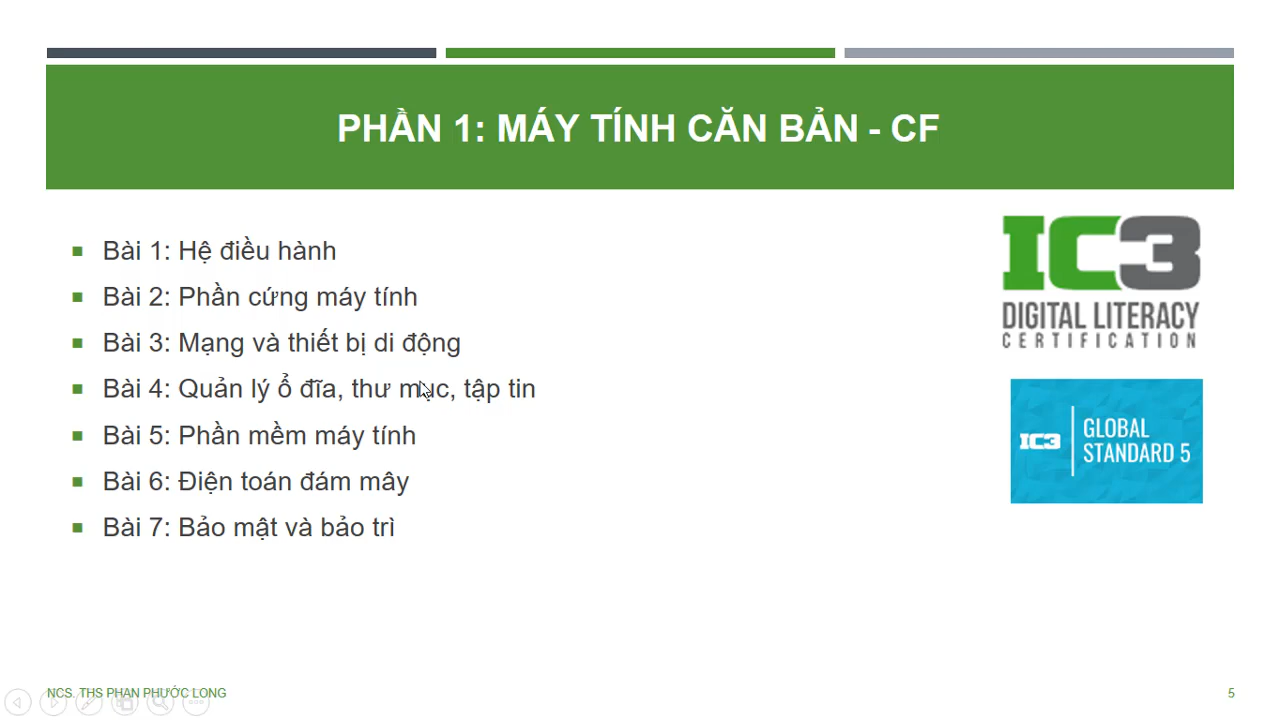 PHẦN 1: MÁY TÍNH CĂN BẢN - CF
Bài 1: Hệ điều hành
Bài 2: Phần cứng máy tính
Bài 3: Mạng và thiết bị di động
Bài 4: Quản lý ổ đĩa, thư mục, tập tin
Bài 5: Phần mềm máy tính
Bài 6: Điện toán đám mây
Bài 7: Bảo mật và bảo trì
IC3
DIGITAL LITERACY
CERTIFICATION
IC3
GLOBAL
STANDARD 5
NCS. THS PHAN PHƯỚC LONG
5